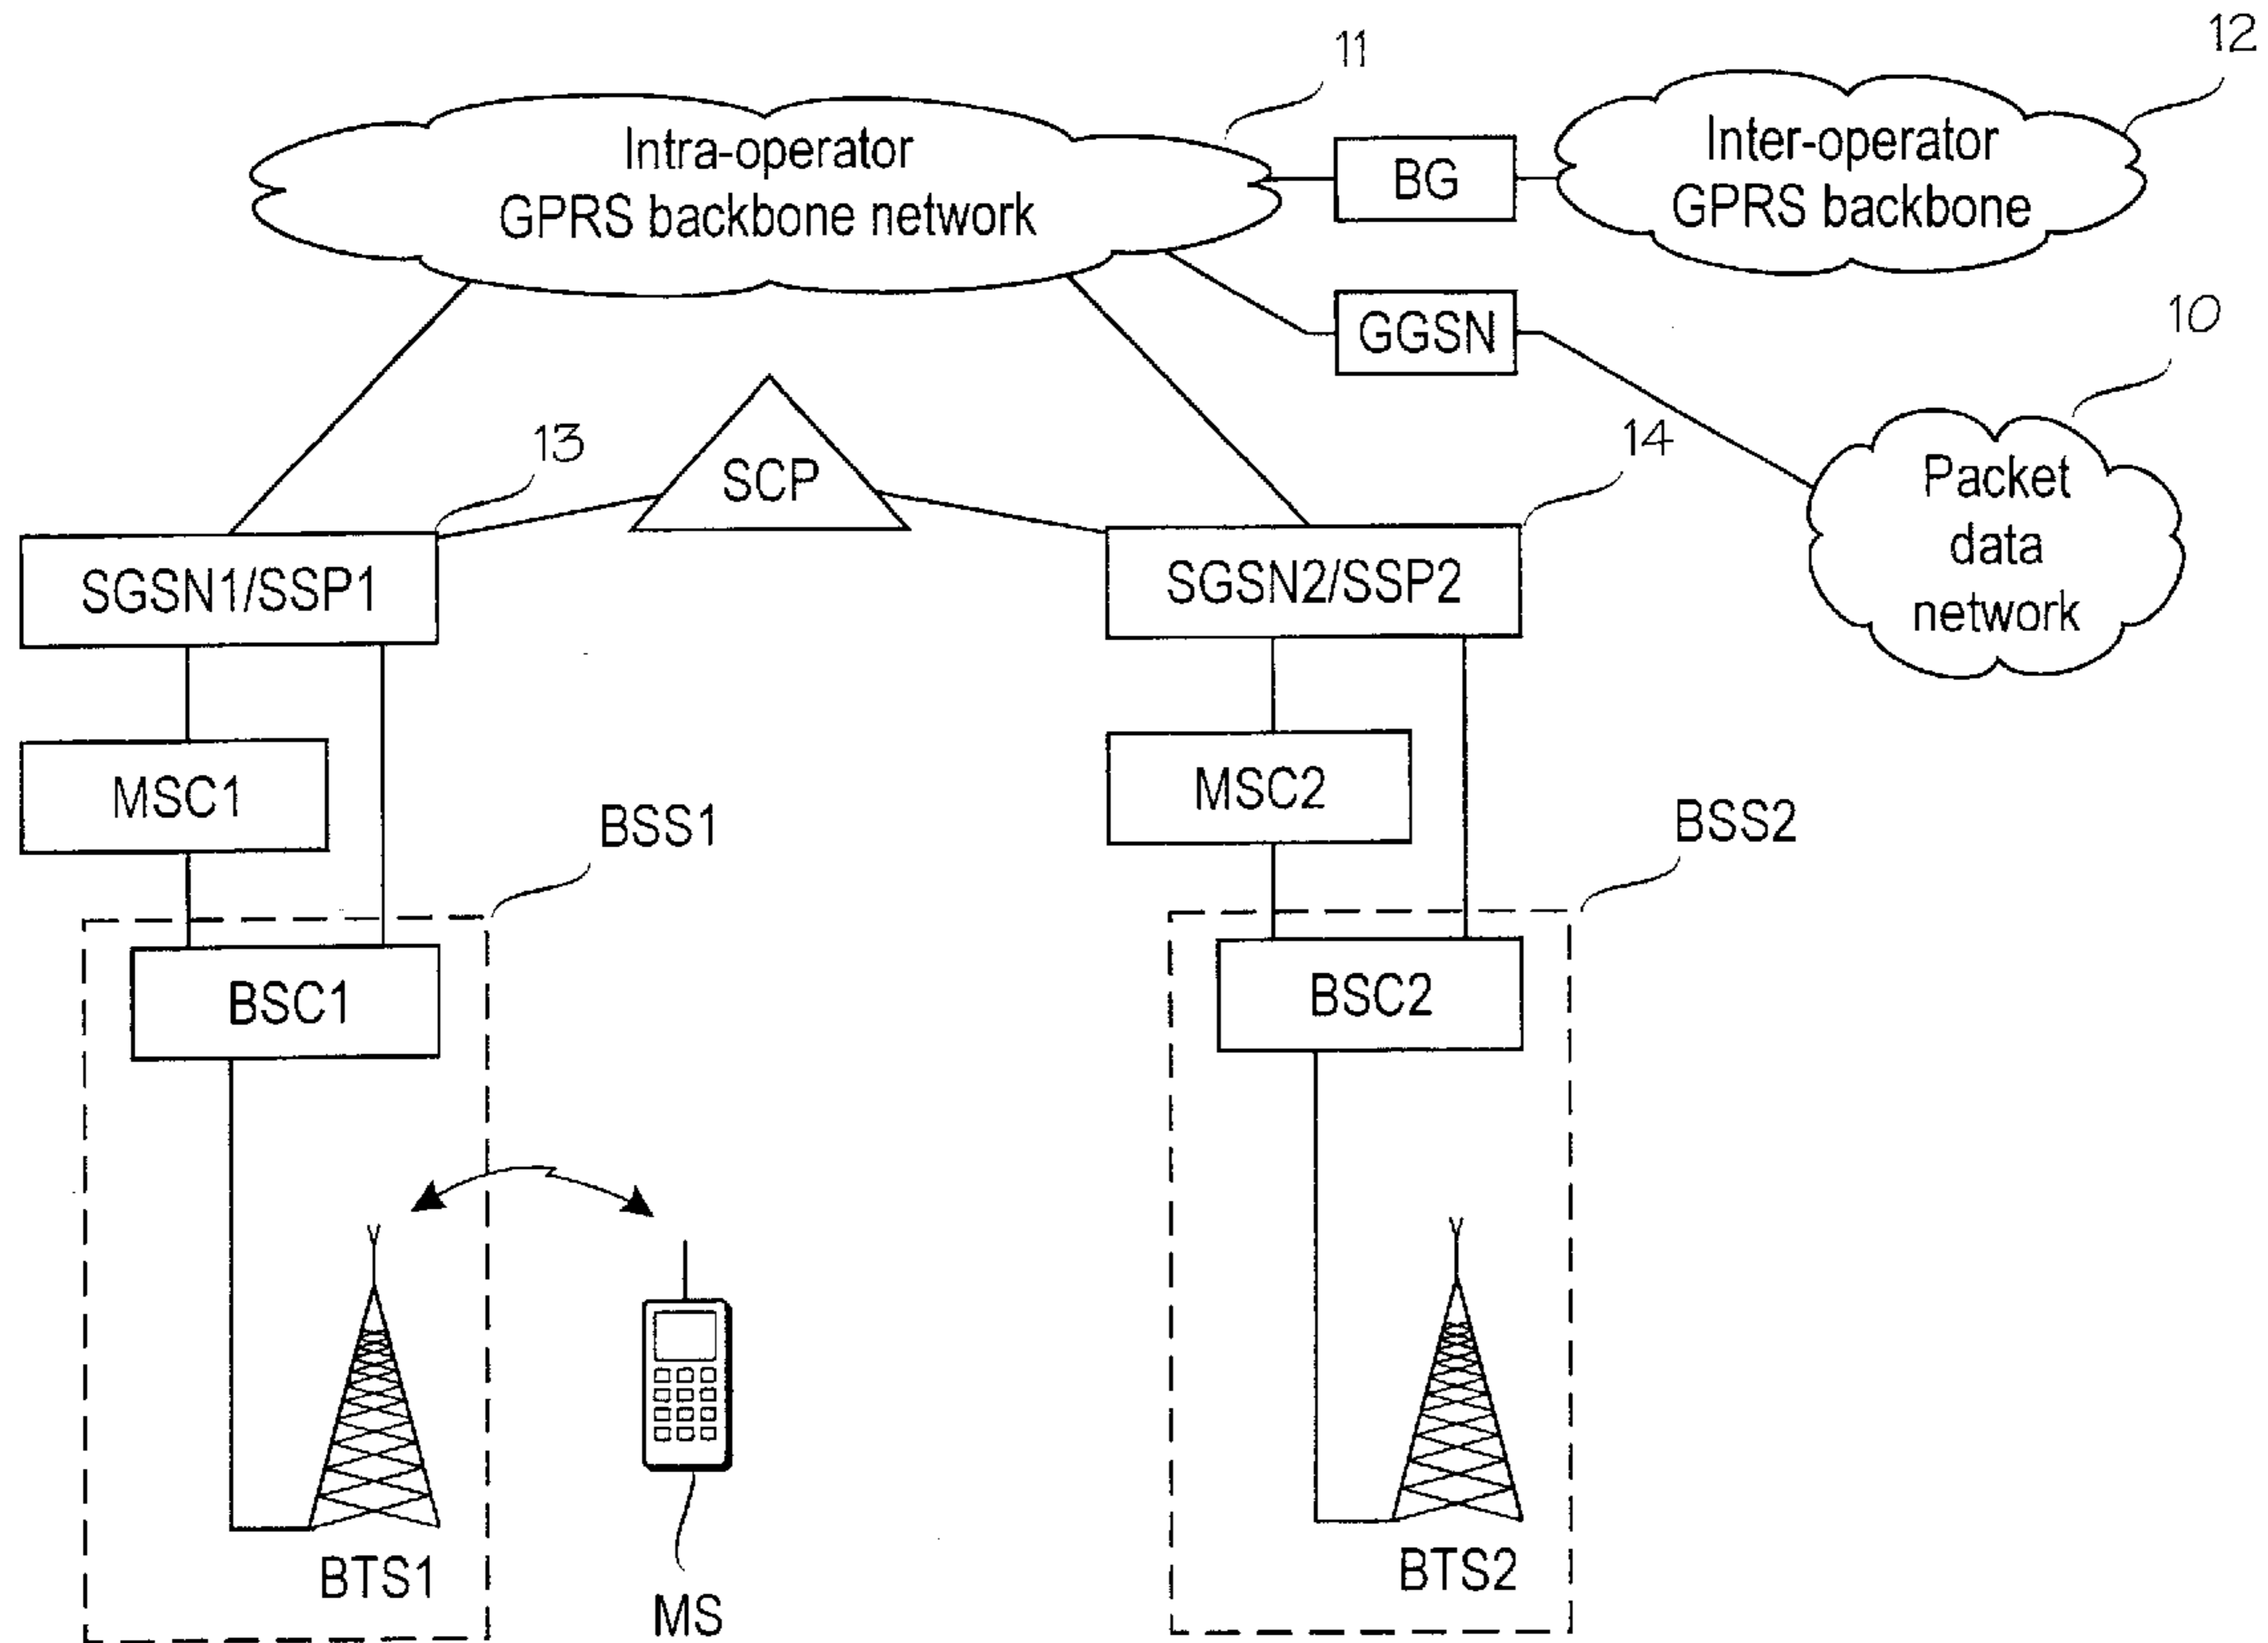 11
12
Intra-operator
GPRS backbone network
BG
Inter-operator
GPRS backbone
GGSN
10
13
SCP
14
Packet
data
network
SGSN1/SSP1
SGSN2/SSP2
MSC1
MSC2
BSS1
BSS2
BSC1
BSC2
BTS1
MS
BTS2